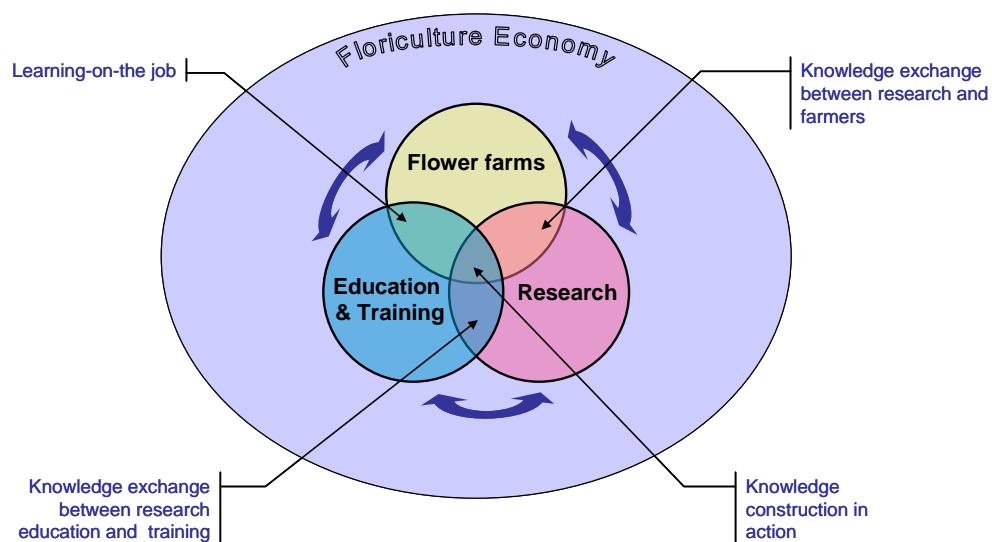 Floriculture Economy
Learning-on-the job
Knowledge exchange
between research and
farmers
Flower farms
Education
& Training
Research
Knowledge exchange
between research
education and  training
Knowledge
construction in
action